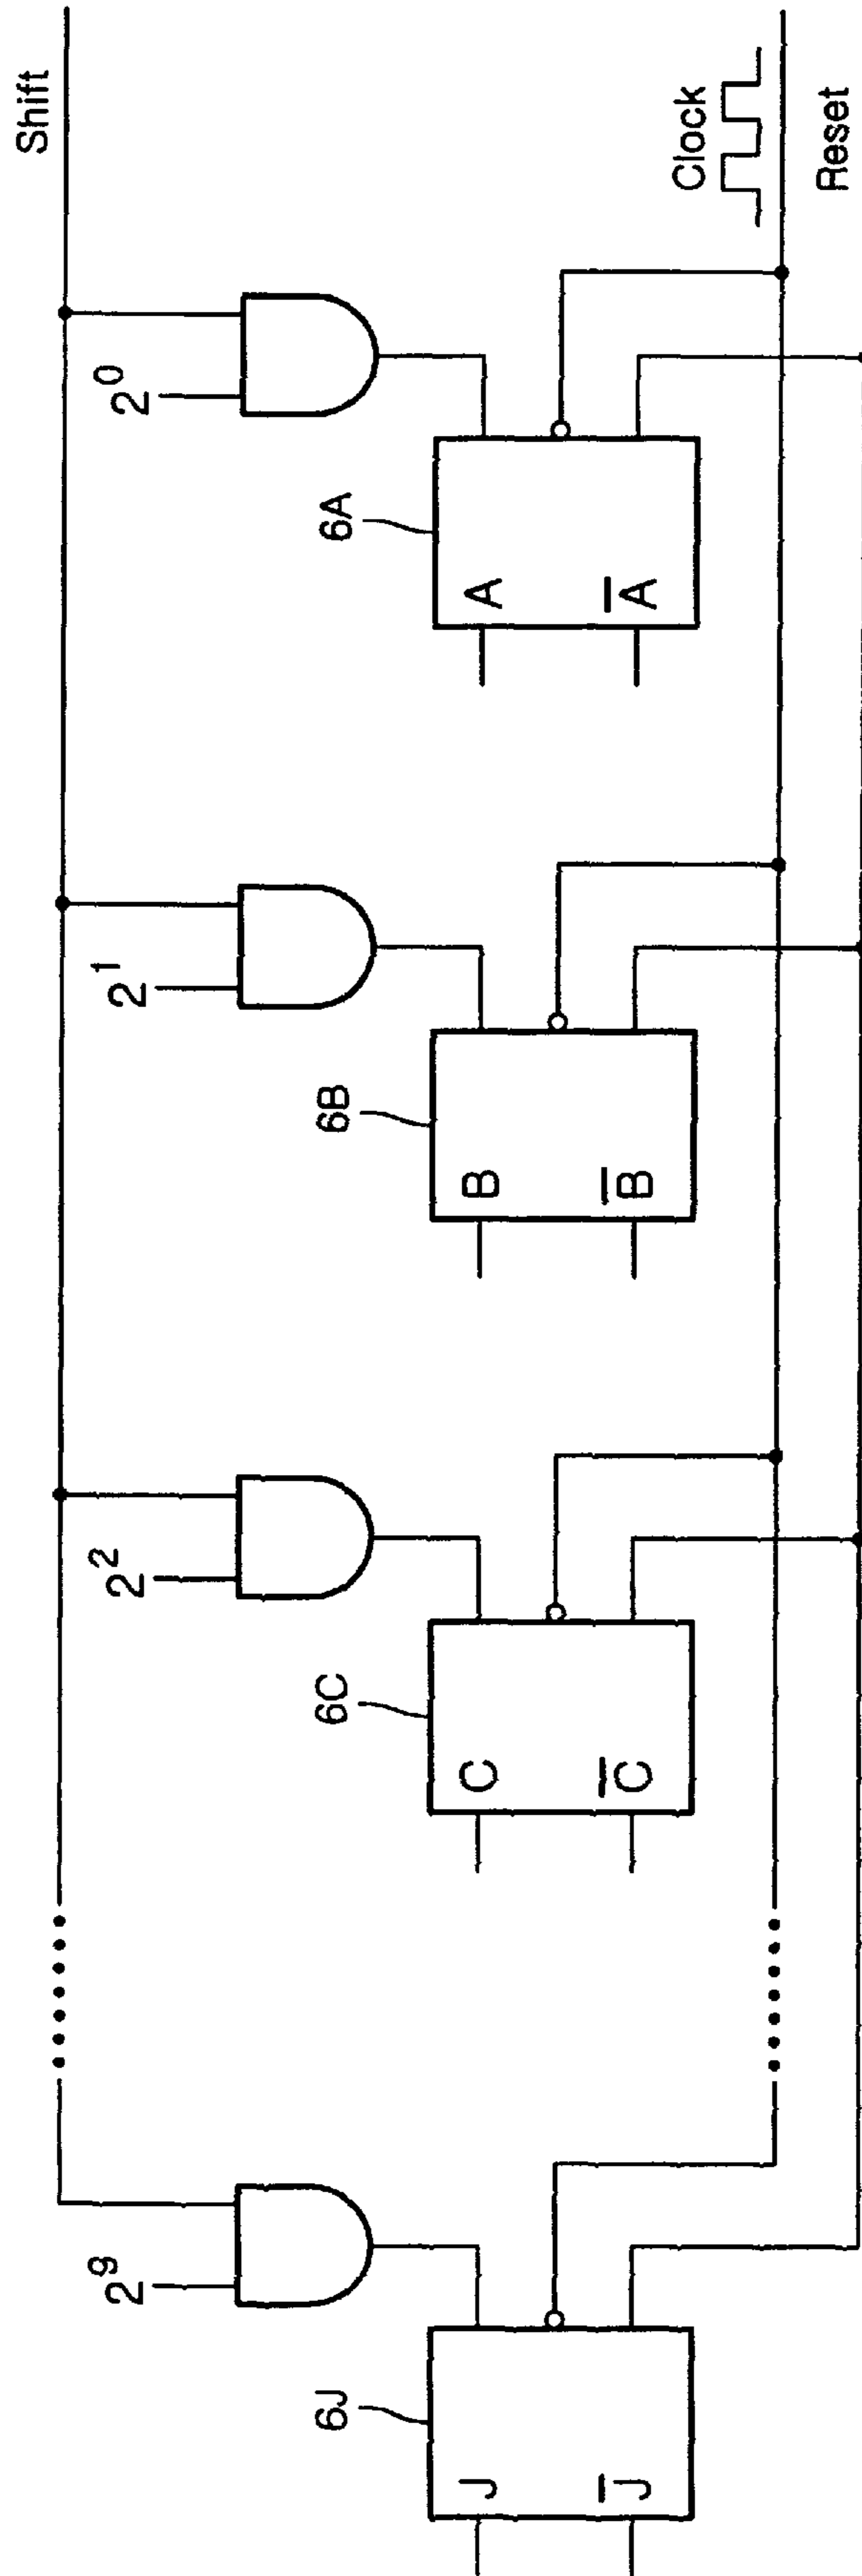 Shift
2⁹
2²
2¹
2⁰
6J
6C
6B
6A
J
C
B
A
J̅
C̅
B̅
A̅
Clock
Reset